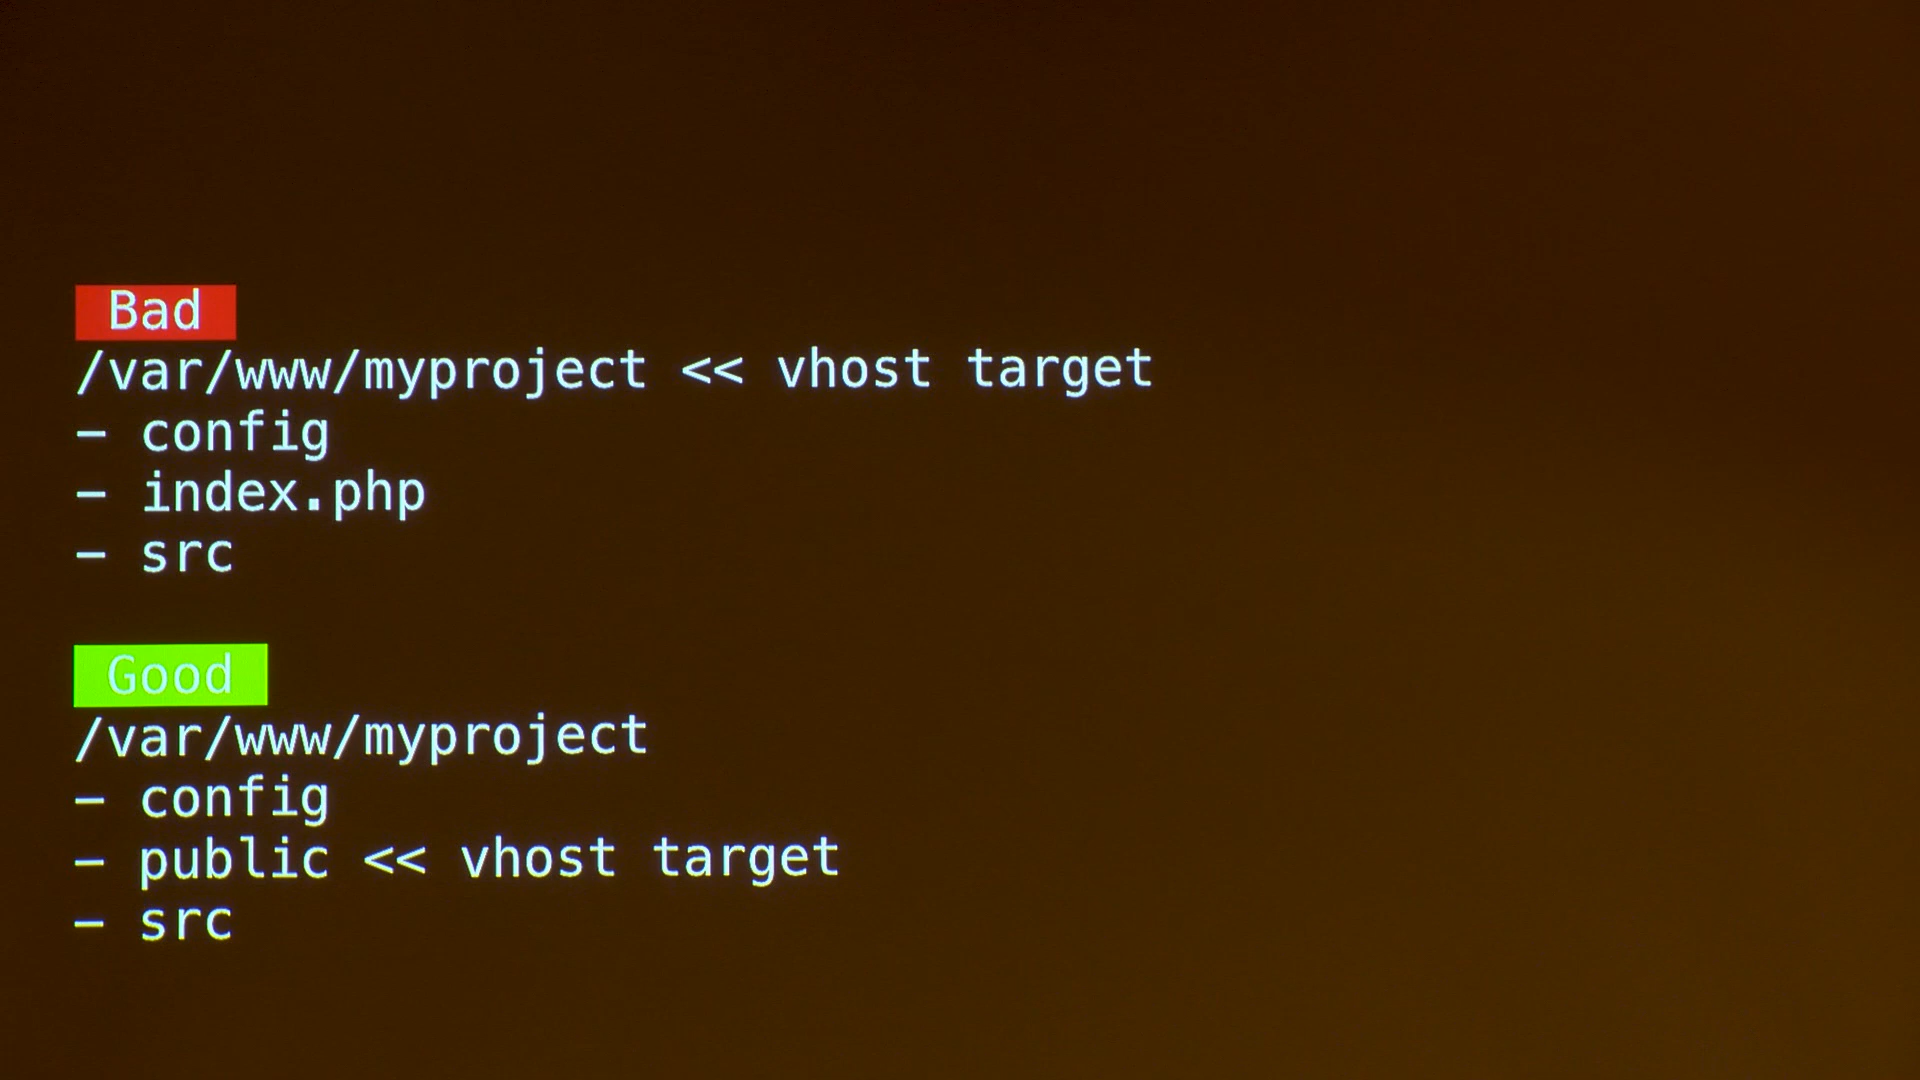 Bad
/var/www/myproject << vhost target
– config
– index.php
– src
Good
/var/www/myproject
– config
– public << vhost target
– src